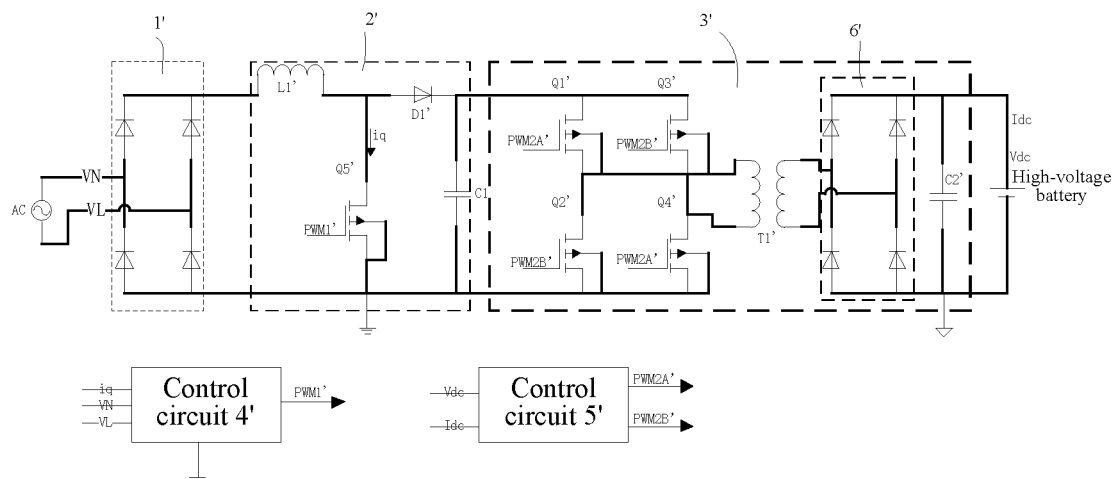 1'
2'
3'
6'
L1'
D1'
Q1'
Q3'
iq
PWM2A'
PWM2B'
Idc
Vdc
High-voltage
battery
VN
AC
VL
Q5'
C1
Q2'
Q4'
C2'
PWM1'
T1'
PWM2B'
PWM2A'
iq
VN
VL
Control
circuit 4'
PWM1'
Vdc
Idc
Control
circuit 5'
PWM2A'
PWM2B'